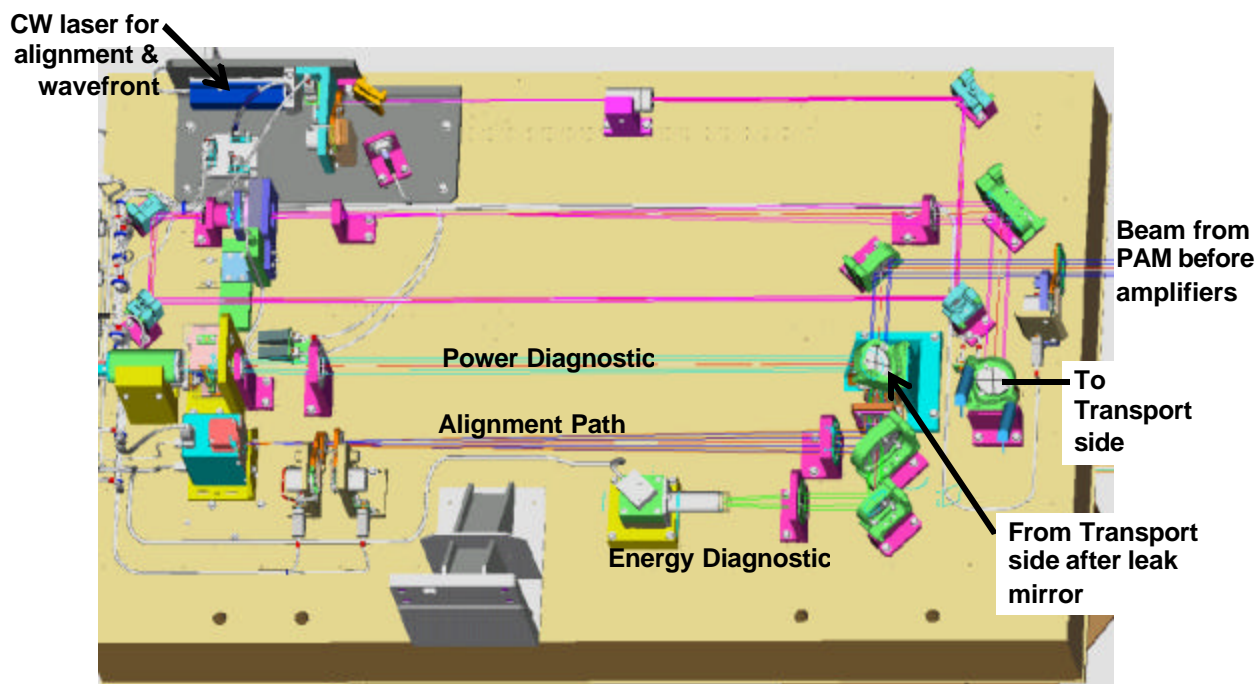 CW laser for
alignment &
wavefront
Beam from
PAM before
amplifiers
Power Diagnostic
To
Transport
side
Alignment Path
From Transport
side after leak
mirror
Energy Diagnostic